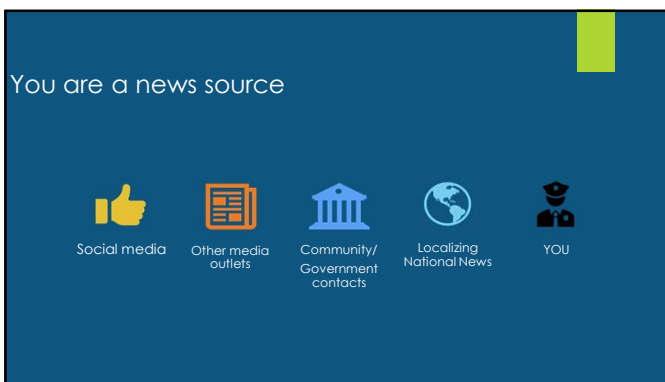 You are a news source
Social media
Other media
outlets
Community/
Government
contacts
Localizing
National News
YOU